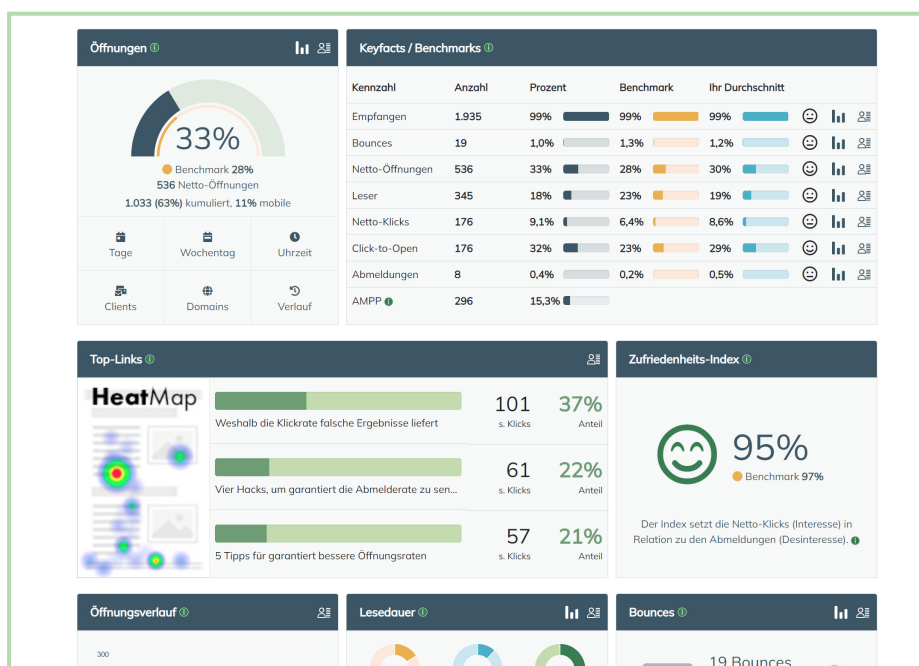 Öffnungen
33%
Benchmark 28%
536 Netto-Öffnungen
1.033 (63%) kumuliert, 11% mobile
Tage Wochentag Uhrzeit
Clients Domains Verlauf
Keyfacts / Benchmarks
Kennzahl Anzahl Prozent Benchmark Ihr Durchschnitt
Empfangen 1.935 99% 99% 99%
Bounces 19 1,0% 1,3% 1,2%
Netto-Öffnungen 536 33% 28% 30%
Leser 345 18% 23% 19%
Netto-Klicks 176 9,1% 6,4% 8,6%
Click-to-Open 176 32% 23% 29%
Abmeldungen 8 0,4% 0,2% 0,5%
AMPP 296 15,3%
Top-Links
HeatMap
101 37%
Weshalb die Klickrate falsche Ergebnisse liefert s. Klicks Anteil
61 22%
Vier Hacks, um garantiert die Abmelderate zu sen... s. Klicks Anteil
57 21%
5 Tipps für garantiert bessere Öffnungsraten s. Klicks Anteil
Zufriedenheits-Index
95%
Benchmark 97%
Der Index setzt die Netto-Klicks (Interesse) in
Relation zu den Abmeldungen (Desinteresse).
Öffnungsverlauf
300
Lesedauer
Bounces
19 Bounces